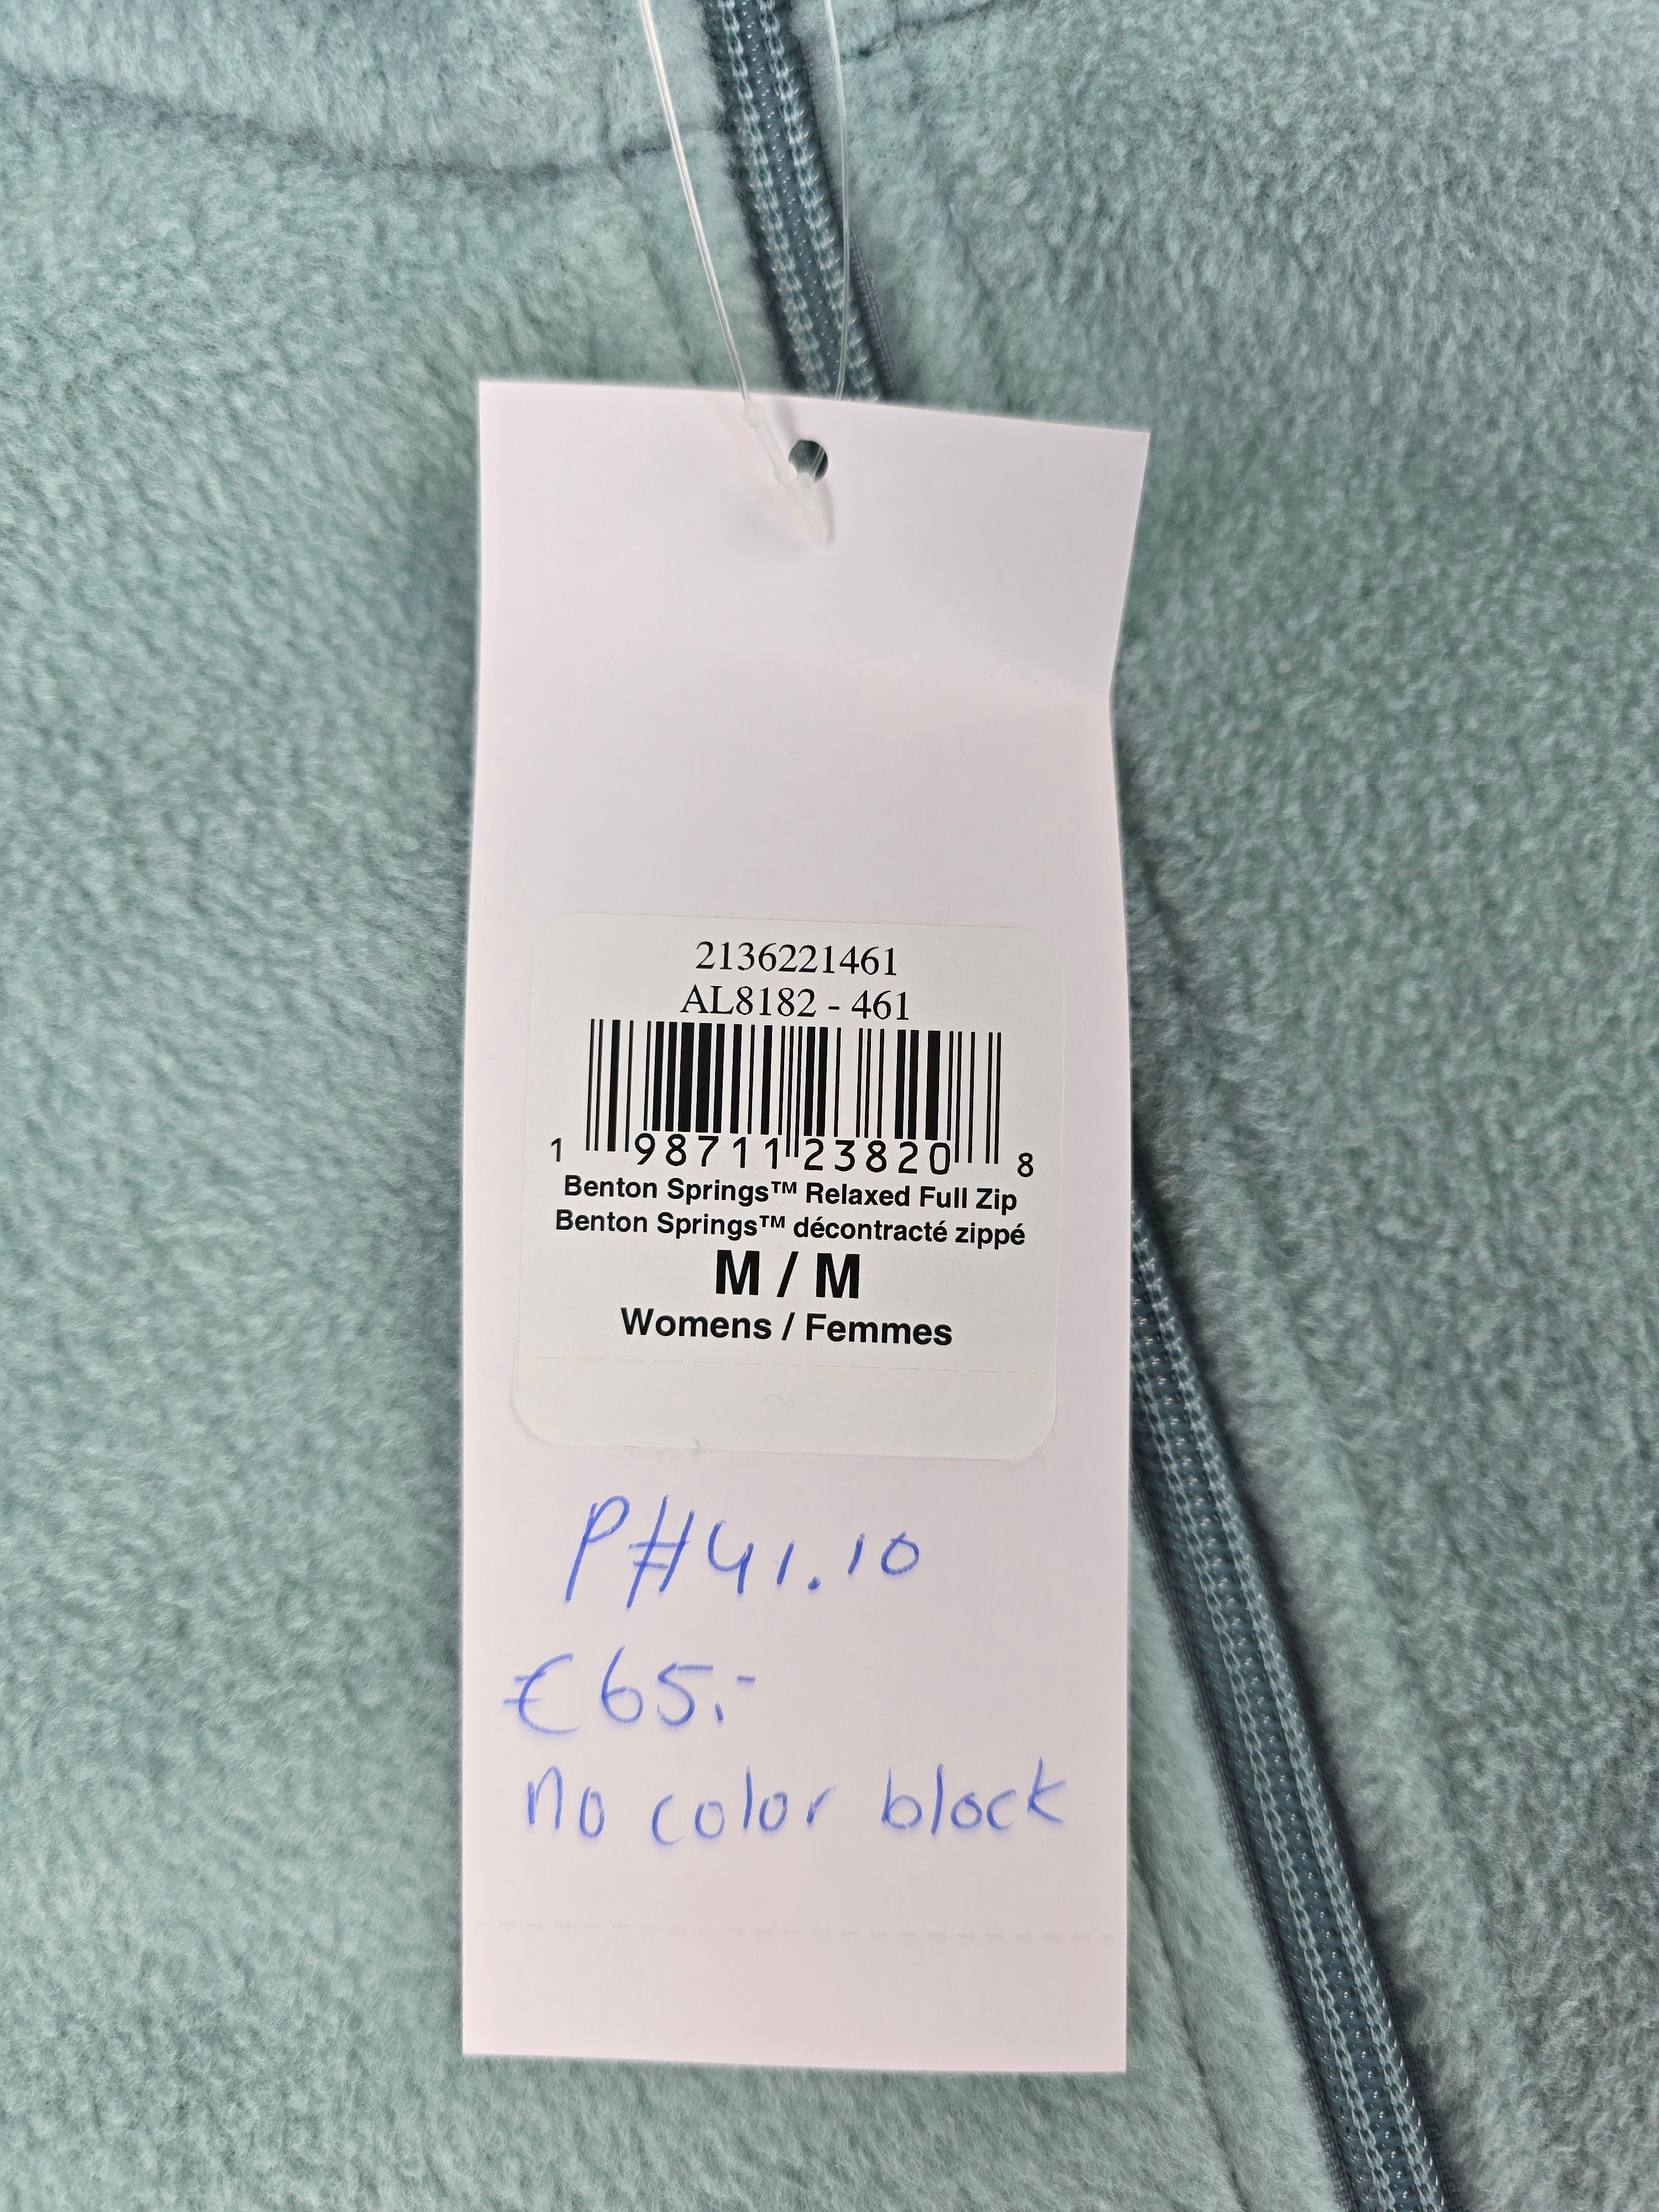 2136221461
AL8182 - 461
1 98711 23820 8
Benton Springs™ Relaxed Full Zip
Benton Springs™ décontracté zippé
M / M
Womens / Femmes
P#41.10
€65.-
no color block